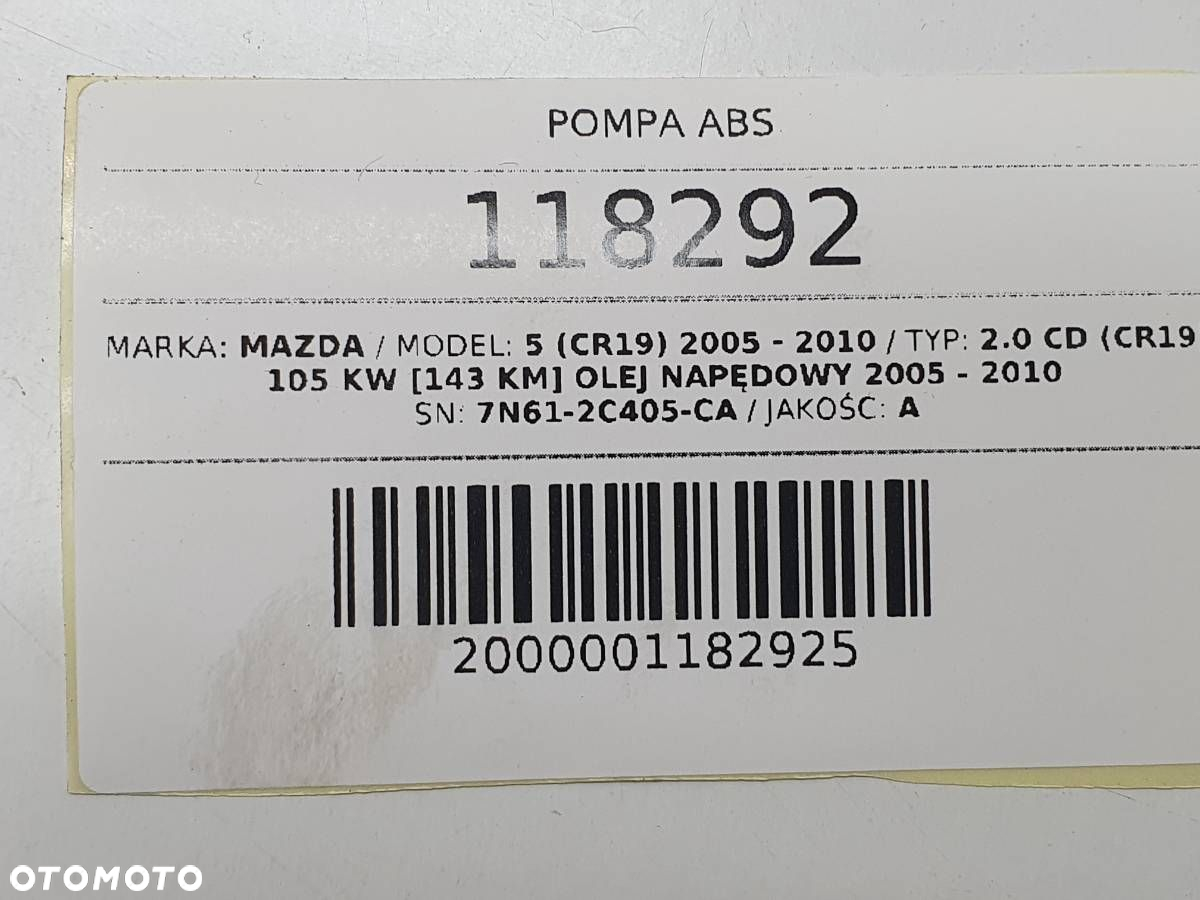 POMPA ABS
118292
MARKA: MAZDA / MODEL: 5 (CR19) 2005 - 2010 / TYP: 2.0 CD (CR19
105 KW [143 KM] OLEJ NAPĘDOWY 2005 - 2010
SN: 7N61-2C405-CA / JAKOŚĆ: A
2000001182925
OTOMOTO